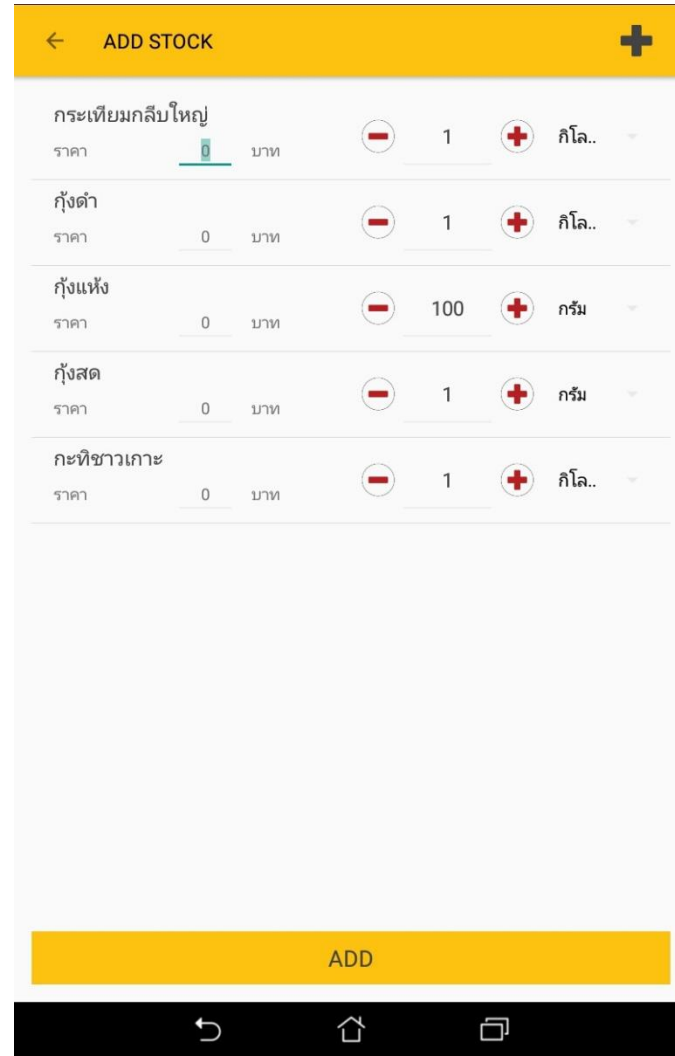 ADD STOCK
กระเทียมกลีบใหญ่
ราคา 0 บาท 1 กิโล..
กุ้งดำ
ราคา 0 บาท 1 กิโล..
กุ้งแห้ง
ราคา 0 บาท 100 กรัม
กุ้งสด
ราคา 0 บาท 1 กรัม
กะทิชาวเกาะ
ราคา 0 บาท 1 กิโล..
ADD